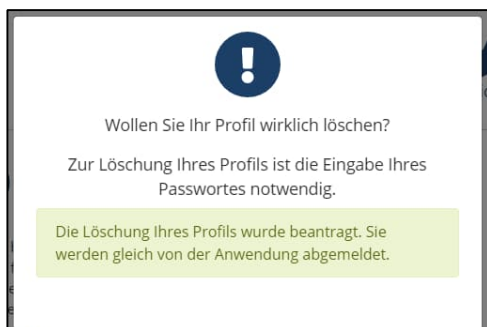 Wollen Sie Ihr Profil wirklich löschen?
Zur Löschung Ihres Profils ist die Eingabe Ihres
Passwortes notwendig.
Die Löschung Ihres Profils wurde beantragt. Sie
werden gleich von der Anwendung abgemeldet.